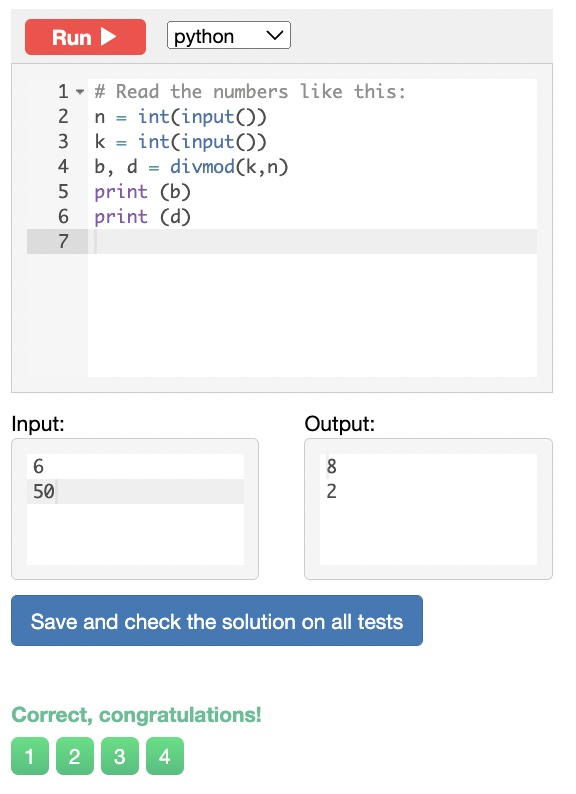 Run
python
1 # Read the numbers like this:
2 n = int(input())
3 k = int(input())
4 b, d = divmod(k,n)
5 print (b)
6 print (d)
7
Input:
6
50
Output:
8
2
Save and check the solution on all tests
Correct, congratulations!
1 2 3 4